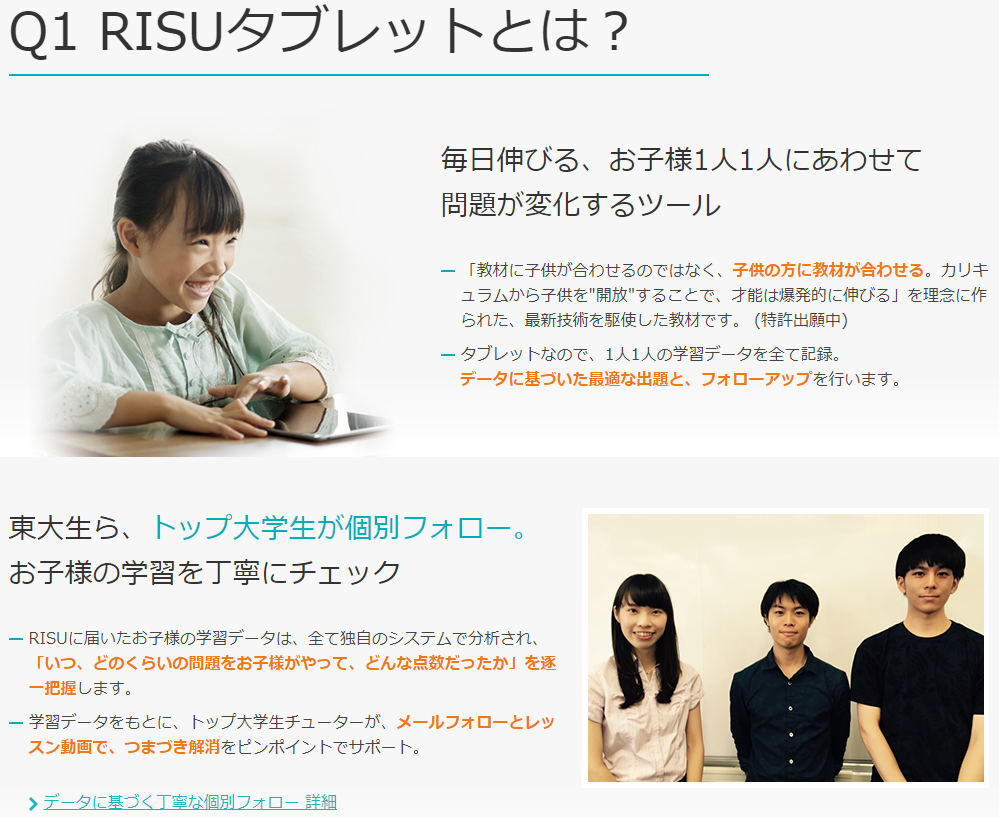 Q1 RISUタブレットとは？
毎日伸びる、お子様1人1人にあわせて
問題が変化するツール
「教材に子供が合わせるのではなく、子供の方に教材が合わせる。カリキ
ュラムから子供を"開放"することで、才能は爆発的に伸びる」を理念に作
られた、最新技術を駆使した教材です。 (特許出願中)
タブレットなので、1人1人の学習データを全て記録。
データに基づいた最適な出題と、フォローアップを行います。
東大生ら、トップ大学生が個別フォロー。
お子様の学習を丁寧にチェック
RISUに届いたお子様の学習データは、全て独自のシステムで分析され、
「いつ、どのくらいの問題をお子様がやって、どんな点数だったか」を逐
一把握します。
学習データをもとに、トップ大学生チューターが、メールフォローとレッ
スン動画で、つまづき解消をピンポイントでサポート。
データに基づく丁寧な個別フォロー 詳細